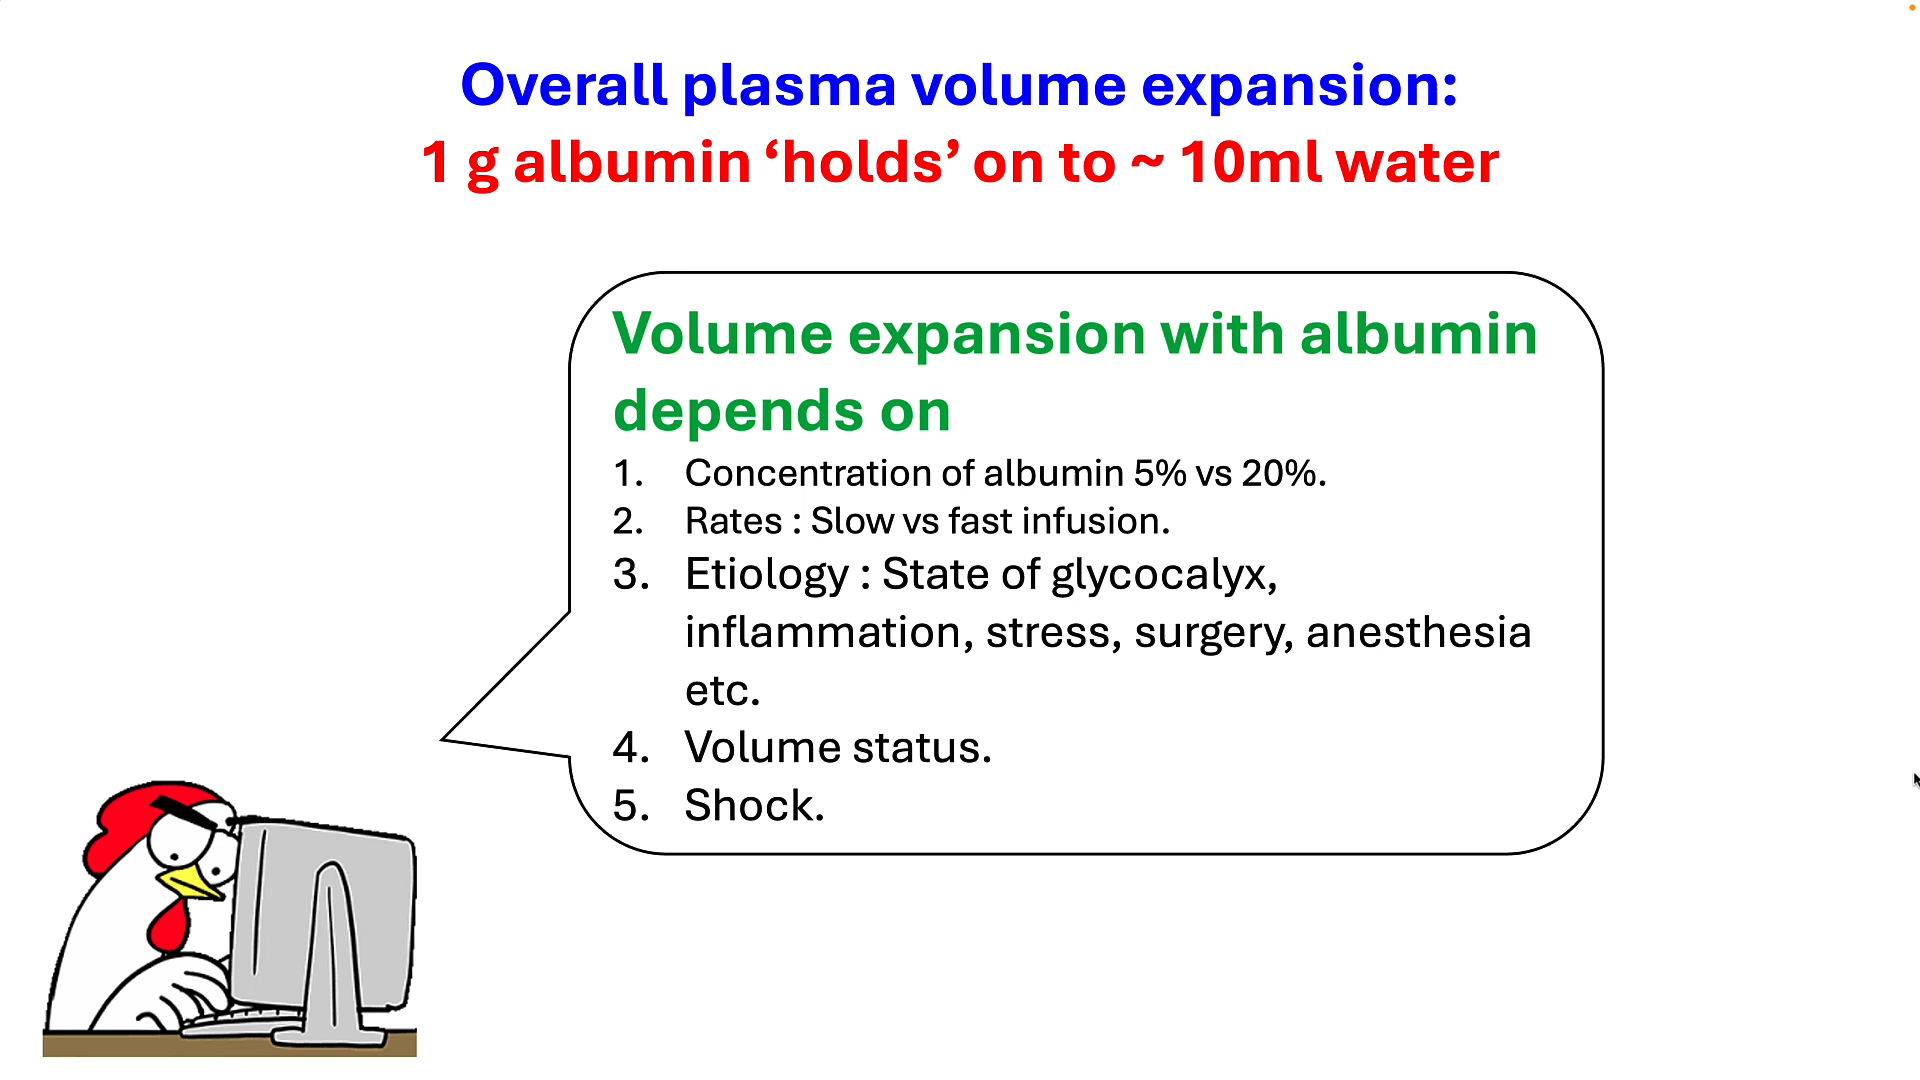 Overall plasma volume expansion:
1 g albumin ‘holds’ on to ~ 10ml water
Volume expansion with albumin
depends on
1. Concentration of albumin 5% vs 20%.
2. Rates : Slow vs fast infusion.
3. Etiology : State of glycocalyx,
inflammation, stress, surgery, anesthesia
etc.
4. Volume status.
5. Shock.